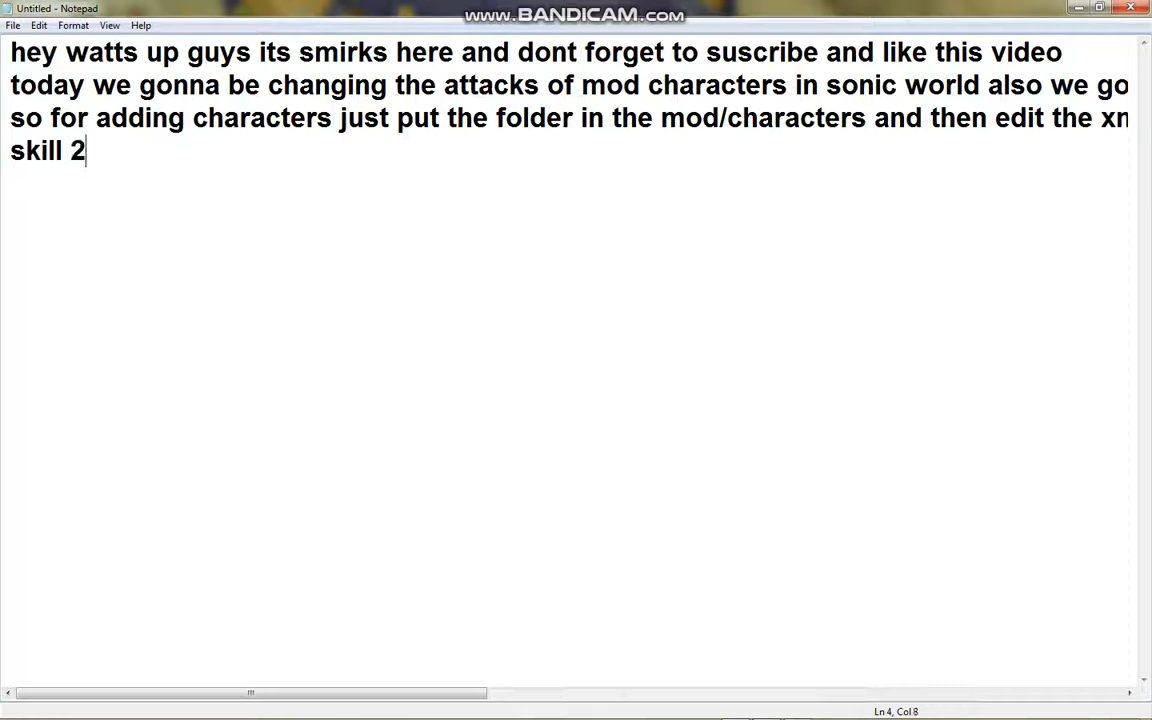 Untitled - Notepad
www.BANDICAM.com
File Edit Format View Help
hey watts up guys its smirks here and dont forget to suscribe and like this video
today we gonna be changing the attacks of mod characters in sonic world also we go
so for adding characters just put the folder in the mod/characters and then edit the
skill 2
Ln 4, Col 8